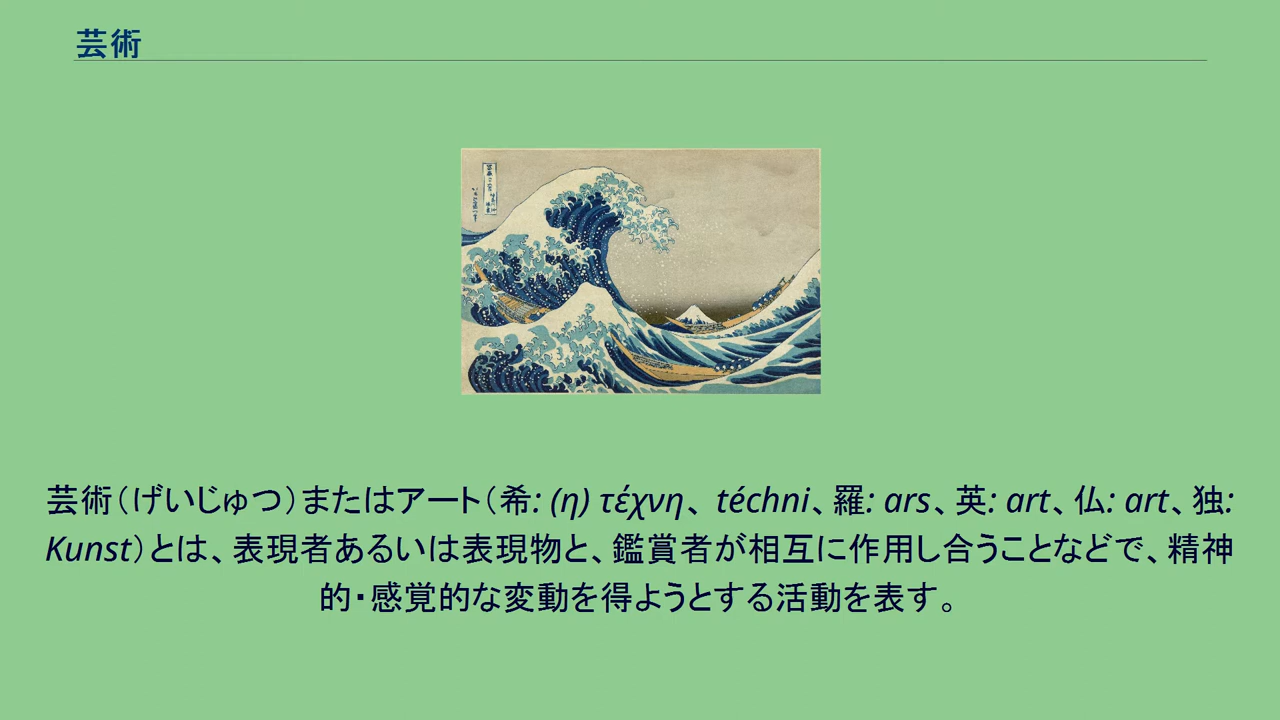 芸術
芸術（げいじゅつ）またはアート（希: (η) τέχνη、 téchni、羅: ars、英: art、仏: art、独:
Kunst）とは、表現者あるいは表現物と、鑑賞者が相互に作用し合うことなどで、精神
的・感覚的な変動を得ようとする活動を表す。